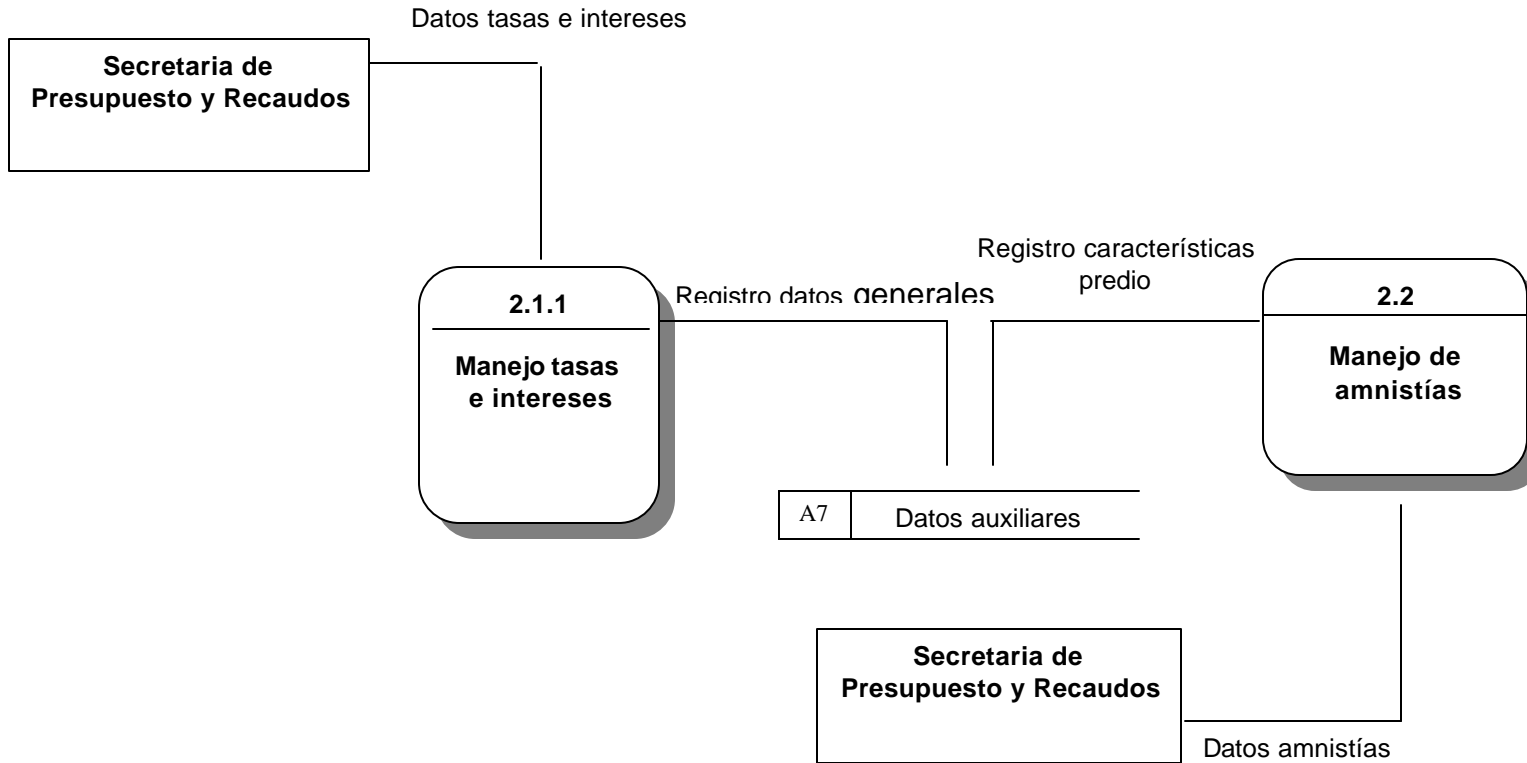 Datos tasas e intereses
Secretaria de
Presupuesto y Recaudos
Registro características
predio
2.1.1
Registro datos generales
2.2
Manejo tasas
e intereses
Manejo de
amnistías
A7
Datos auxiliares
Secretaria de
Presupuesto y Recaudos
Datos amnistías